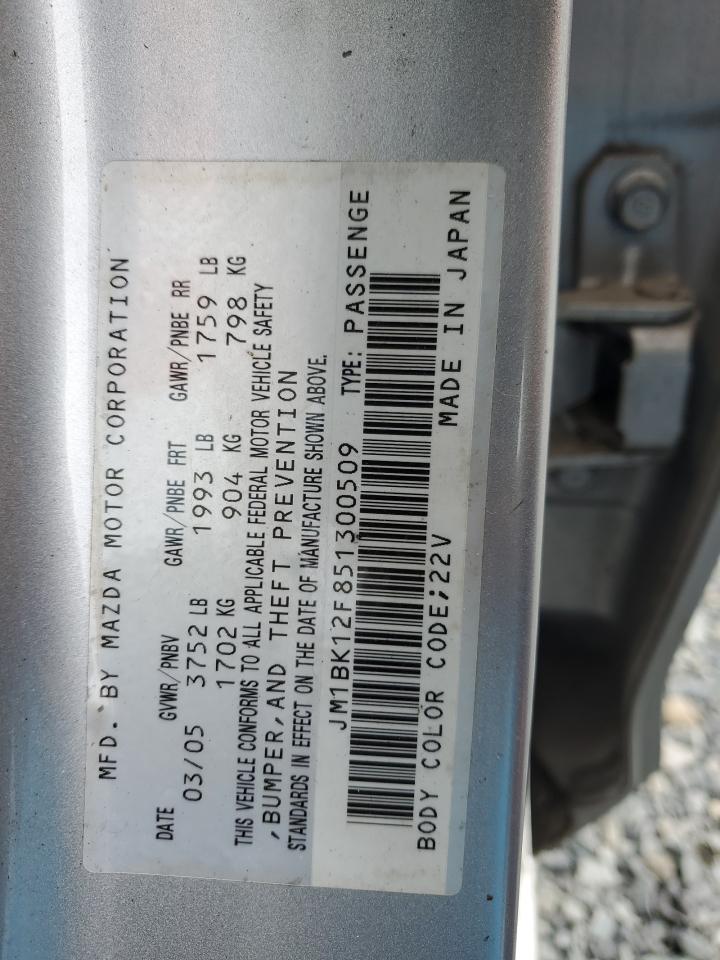 MFD. BY MAZDA MOTOR CORPORATION
DATE GVWR/PNBV GAWR/PNBE FRT GAWR/PNBE RR
03/05 3752 LB 1993 LB 1759 LB
1702 KG 904 KG 798 KG
THIS VEHICLE CONFORMS TO ALL APPLICABLE FEDERAL MOTOR VEHICLE SAFETY
,BUMPER,AND THEFT PREVENTION
STANDARDS IN EFFECT ON THE DATE OF MANUFACTURE SHOWN ABOVE.
JM1BK12F851300509 TYPE: PASSENGE
BODY COLOR CODE;22V MADE IN JAPAN